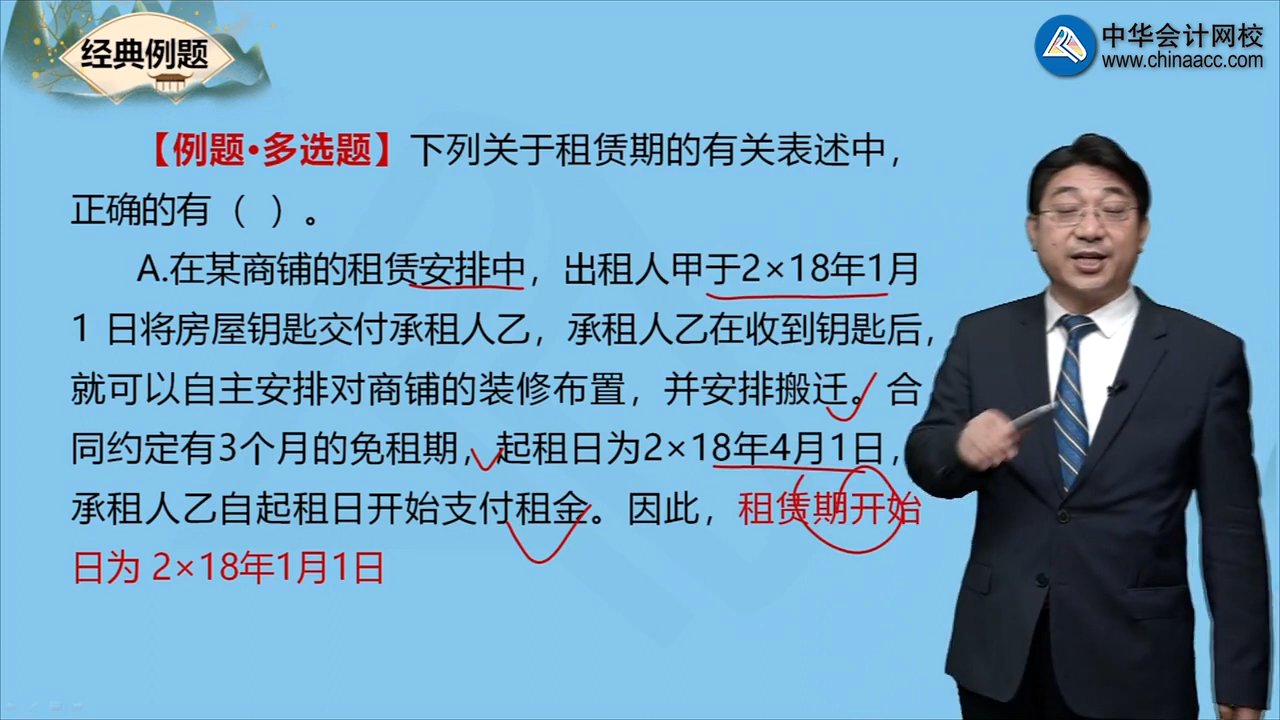 经典例题
中华会计网校
www.chinaacc.com
【例题•多选题】下列关于租赁期的有关表述中，
正确的有（ ）。
A.在某商铺的租赁安排中，出租人甲于2×18年1月
1 日将房屋钥匙交付承租人乙，承租人乙在收到钥匙后，
就可以自主安排对商铺的装修布置，并安排搬迁。合
同约定有3个月的免租期，起租日为2×18年4月1日，
承租人乙自起租日开始支付租金。因此，租赁期开始
日为 2×18年1月1日